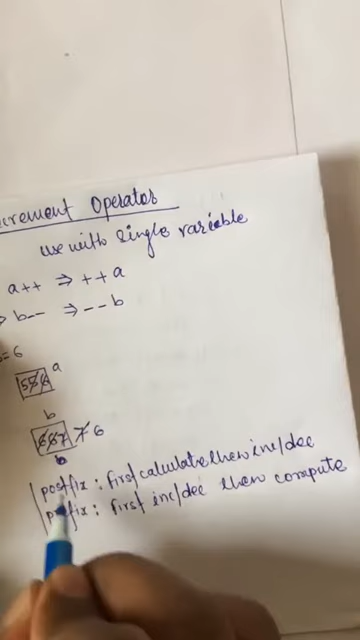 crement Operator
use with single variable
a++ ⇒ ++a
b-- ⇒ --b
= 6
a
b
6
b
postfix : first calculate then inc/dec
prefix : first inc/dec then compute